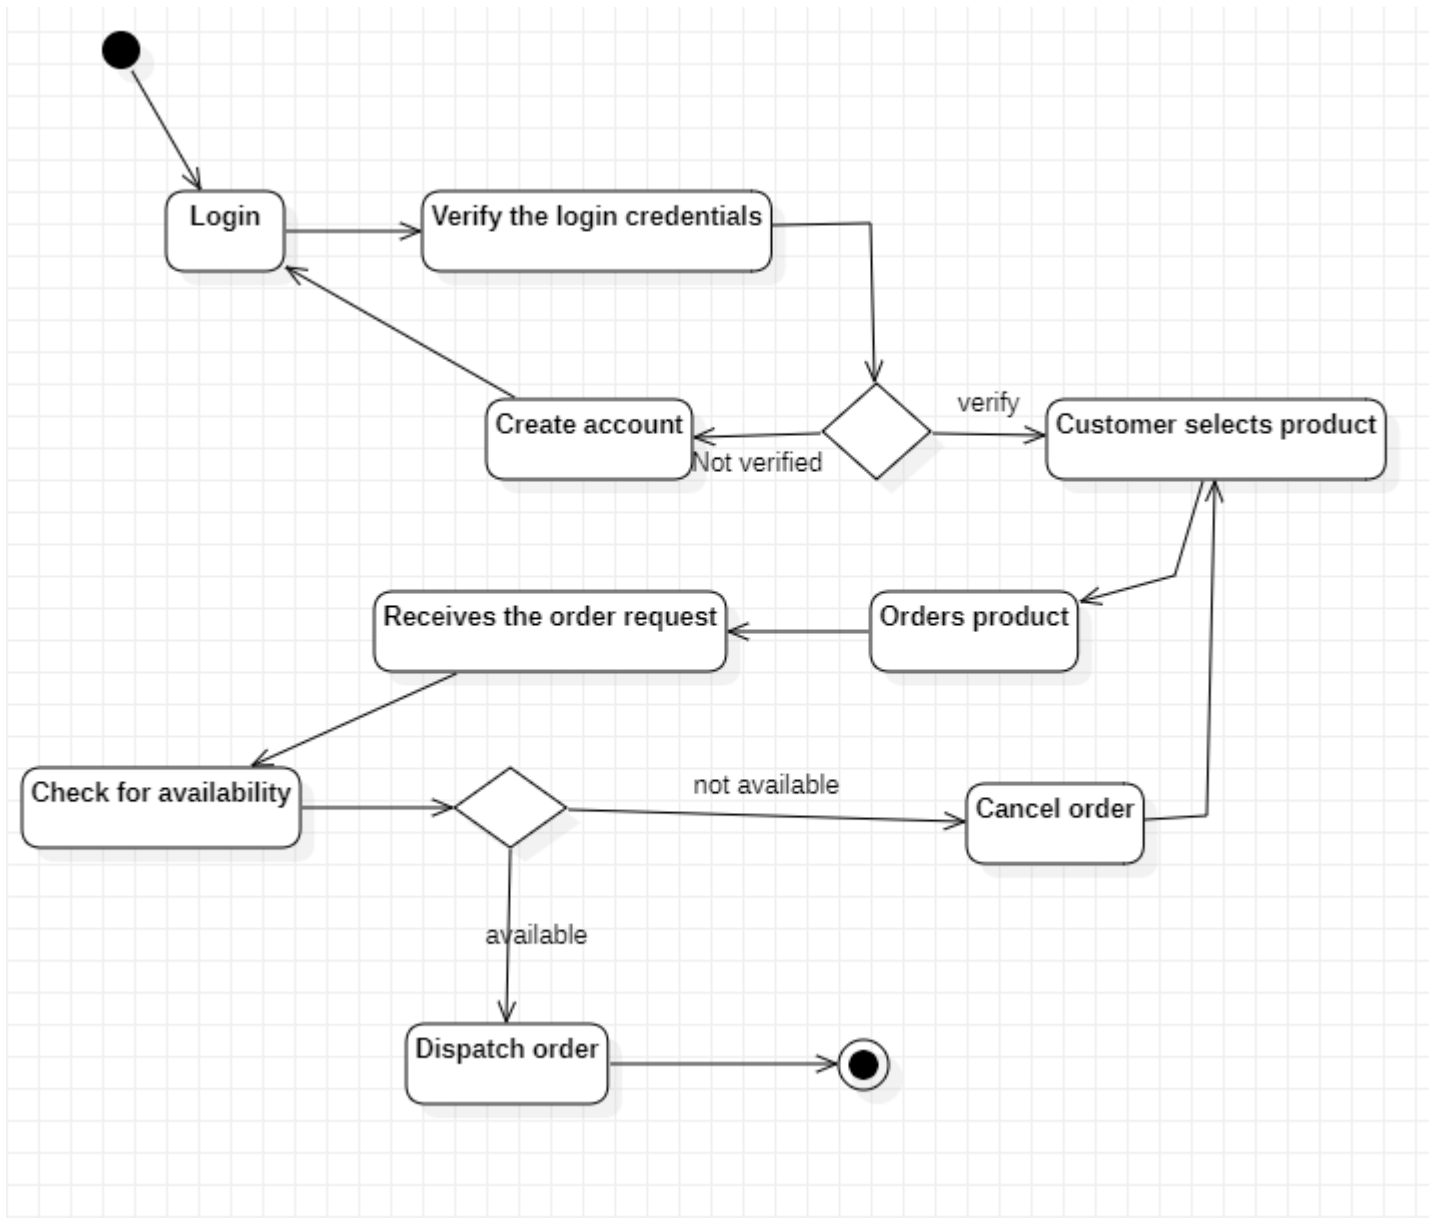 Login
Verify the login credentials
Create account
Not verified
verify
Customer selects product
Receives the order request
Orders product
Check for availability
not available
Cancel order
available
Dispatch order